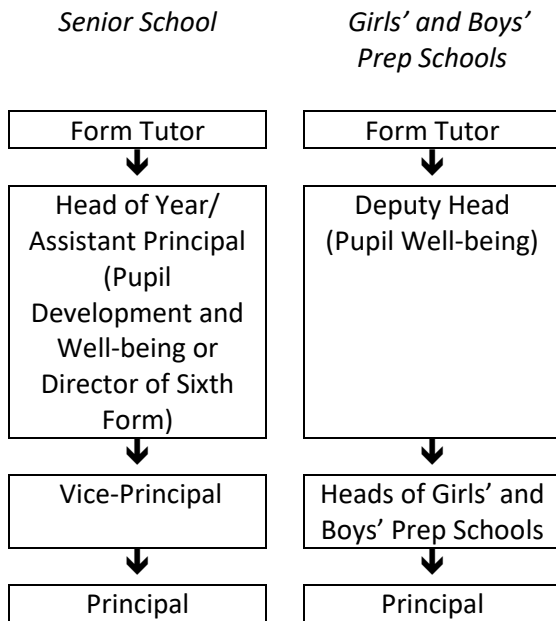 Senior School
Girls’ and Boys’
Prep Schools
Form Tutor
Head of Year/
Assistant Principal
(Pupil
Development and
Well-being or
Director of Sixth
Form)
Vice-Principal
Principal
Form Tutor
Deputy Head
(Pupil Well-being)
Heads of Girls’ and
Boys’ Prep Schools
Principal